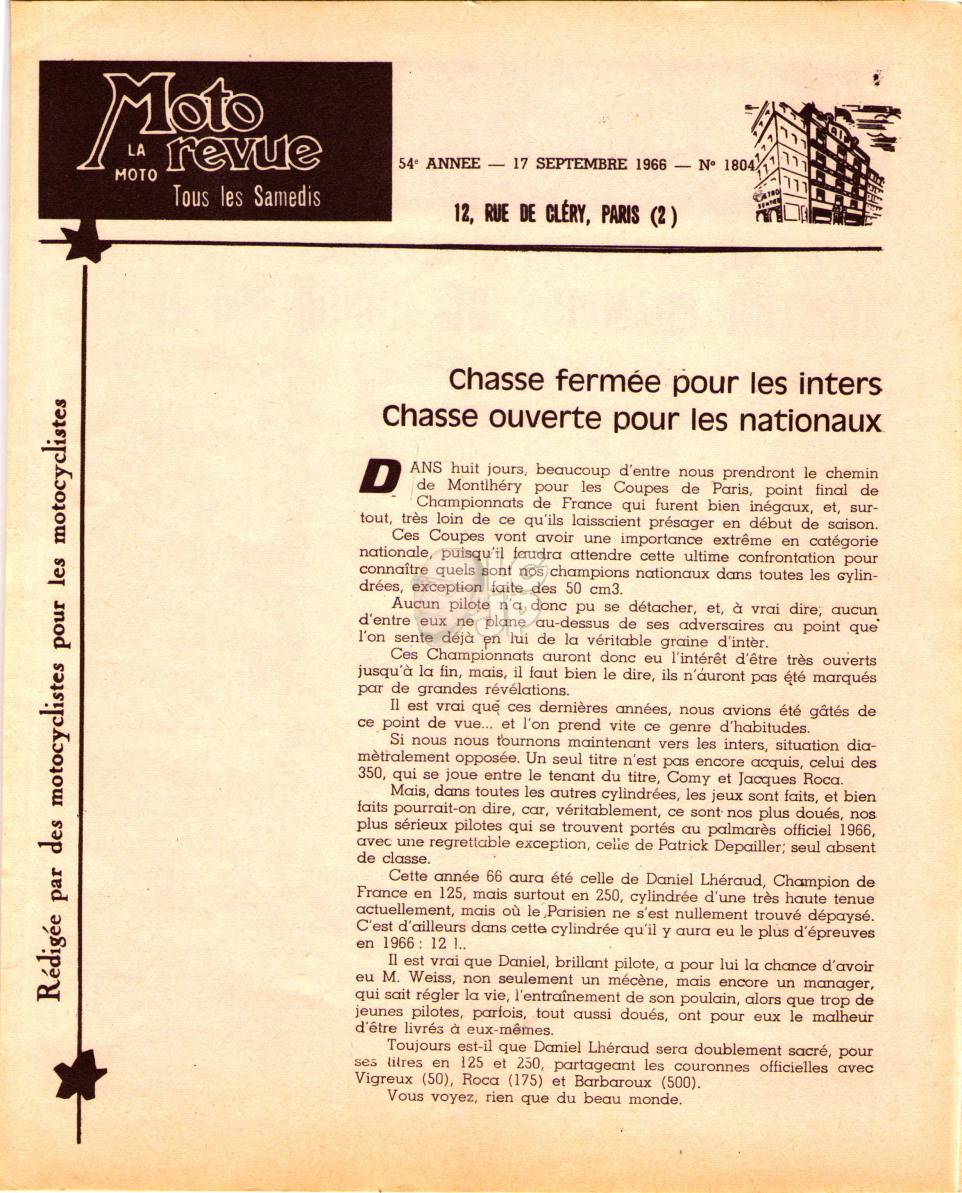 Moto
revue
LA
MOTO
Tous les Samedis
54e ANNEE — 17 SEPTEMBRE 1966 — No 1804
12, RUE DE CLÉRY, PARIS (2)
Rédigée par des motocyclistes pour les motocyclistes
Chasse fermée pour les inters
Chasse ouverte pour les nationaux
DANS huit jours, beaucoup d'entre nous prendront le chemin
de Montlhéry pour les Coupes de Paris, point final de
Championnats de France qui furent bien inégaux, et, sur-
tout, très loin de ce qu'ils laissaient présager en début de saison.
Ces Coupes vont avoir une importance extrême en catégorie
nationale, puisqu'il faudra attendre cette ultime confrontation pour
connaître quels sont nos champions nationaux dans toutes les cylin-
drées, exception faite des 50 cm3.
Aucun pilote n'a donc pu se détacher, et, à vrai dire, aucun
d'entre eux ne plane au-dessus de ses adversaires au point que
l'on sente déjà en lui de la véritable graine d'intèr.
Ces Championnats auront donc eu l'intérêt d'être très ouverts
jusqu'à la fin, mais, il faut bien le dire, ils n'auront pas été marqués
par de grandes révélations.
Il est vrai que ces dernières années, nous avions été gâtés de
ce point de vue... et l'on prend vite ce genre d'habitudes.
Si nous nous tournons maintenant vers les inters, situation dia-
mètralement opposée. Un seul titre n'est pas encore acquis, celui des
350, qui se joue entre le tenant du titre, Comy et Jacques Roca.
Mais, dans toutes les autres cylindrées, les jeux sont faits, et bien
faits pourrait-on dire, car, véritablement, ce sont nos plus doués, nos
plus sérieux pilotes qui se trouvent portés au palmarès officiel 1966,
avec une regrettable exception, celle de Patrick Depailler; seul absent
de classe.
Cette année 66 aura été celle de Daniel Lhéraud, Champion de
France en 125, mais surtout en 250, cylindrée d'une très haute tenue
actuellement, mais où le Parisien ne s'est nullement trouvé dépaysé.
C'est d'ailleurs dans cette cylindrée qu'il y aura eu le plus d'épreuves
en 1966 : 12 !..
Il est vrai que Daniel, brillant pilote, a pour lui la chance d'avoir
eu M. Weiss, non seulement un mécène, mais encore un manager,
qui sait régler la vie, l'entraînement de son poulain, alors que trop de
jeunes pilotes, parfois, tout aussi doués, ont pour eux le malheur
d'être livrés à eux-mêmes.
Toujours est-il que Daniel Lhéraud sera doublement sacré, pour
ses titres en 125 et 250, partageant les couronnes officielles avec
Vigreux (50), Roca (175) et Barbaroux (500).
Vous voyez, rien que du beau monde.